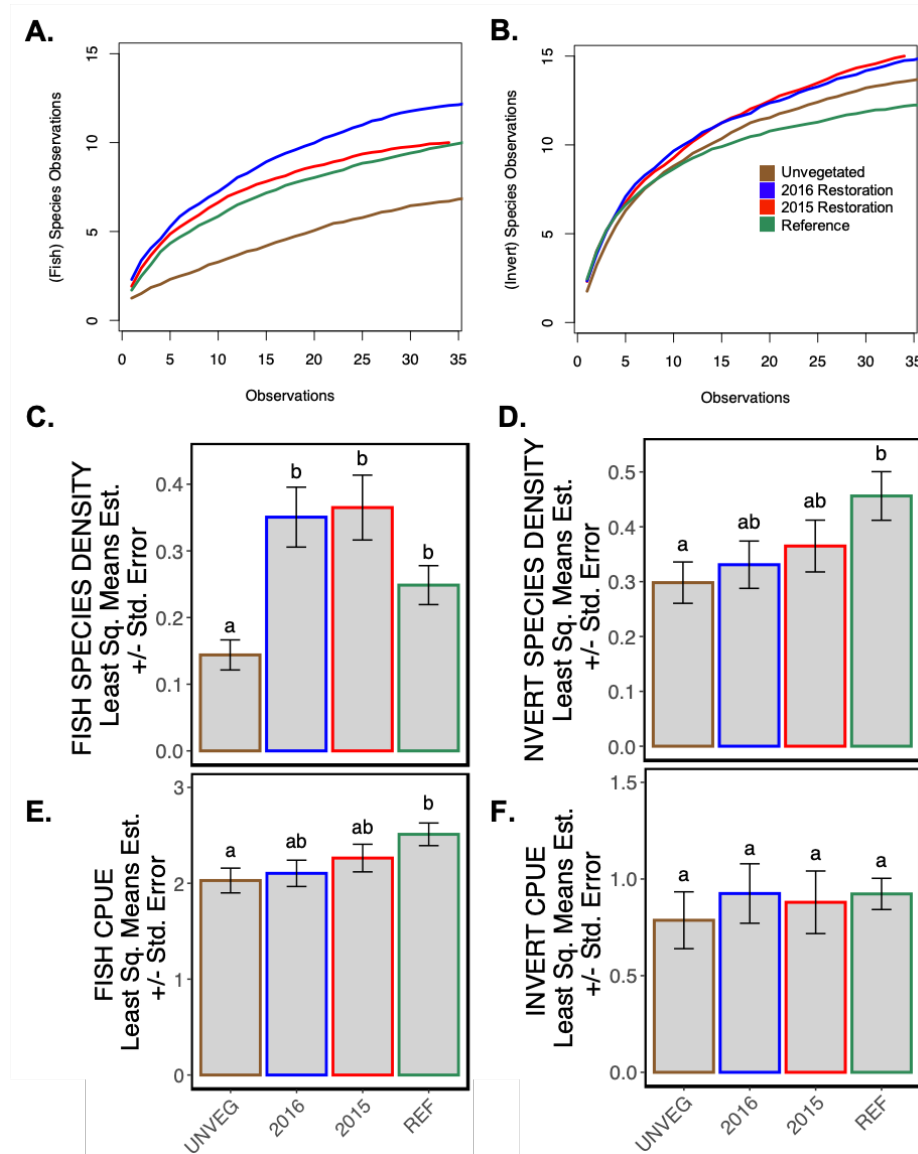 A.
15
10
5
0
(Fish) Species Observations
0 5 10 15 20 25 30 35
Observations
B.
15
10
5
0
(Invert) Species Observations
Unvegetated
2016 Restoration
2015 Restoration
Reference
0 5 10 15 20 25 30 35
Observations
C.
FISH SPECIES DENSITY
Least Sq. Means Est.
+/- Std. Error
0.4
0.3
0.2
0.1
0.0
a
b
b
b
D.
NVERT SPECIES DENSITY
Least Sq. Means Est.
+/- Std. Error
0.5
0.4
0.3
0.2
0.1
0.0
a
ab
ab
b
E.
FISH CPUE
Least Sq. Means Est.
+/- Std. Error
3
2
1
0
a
ab
ab
b
UNVEG
2016
2015
REF
F.
INVERT CPUE
Least Sq. Means Est.
+/- Std. Error
1.5
1.0
0.5
0.0
a
a
a
a
UNVEG
2016
2015
REF